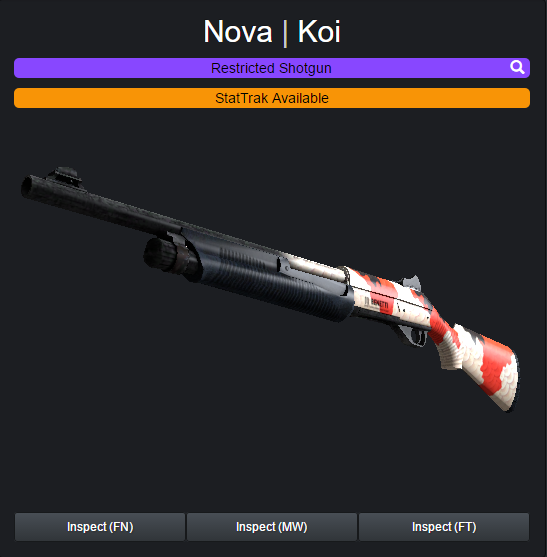 Nova | Koi
Restricted Shotgun
StatTrak Available
Inspect (FN)
Inspect (MW)
Inspect (FT)